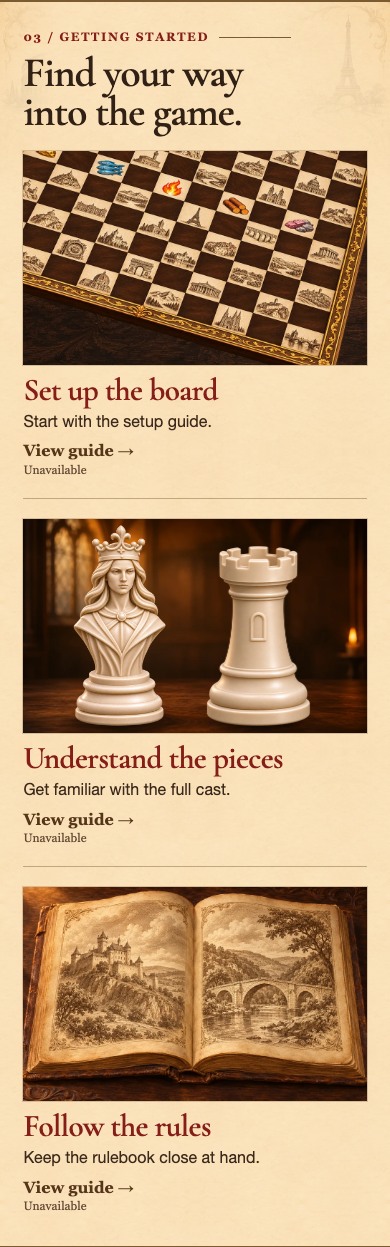 03 / GETTING STARTED
Find your way
into the game.
Set up the board
Start with the setup guide.
View guide →
Unavailable
Understand the pieces
Get familiar with the full cast.
View guide →
Unavailable
Follow the rules
Keep the rulebook close at hand.
View guide →
Unavailable